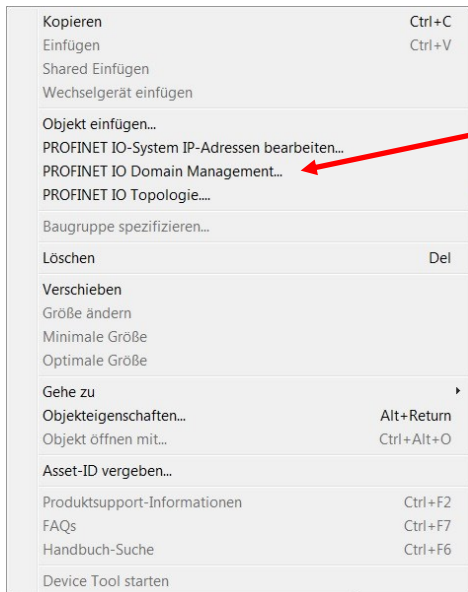 Kopieren Ctrl+C
Einfügen Ctrl+V
Shared Einfügen
Wechselgerät einfügen
Objekt einfügen...
PROFINET IO-System IP-Adressen bearbeiten...
PROFINET IO Domain Management...
PROFINET IO Topologie....
Baugruppe spezifizieren...
Löschen Del
Verschieben
Größe ändern
Minimale Größe
Optimale Größe
Gehe zu
Objekteigenschaften... Alt+Return
Objekt öffnen mit... Ctrl+Alt+O
Asset-ID vergeben...
Produktsupport-Informationen Ctrl+F2
FAQs Ctrl+F7
Handbuch-Suche Ctrl+F6
Device Tool starten